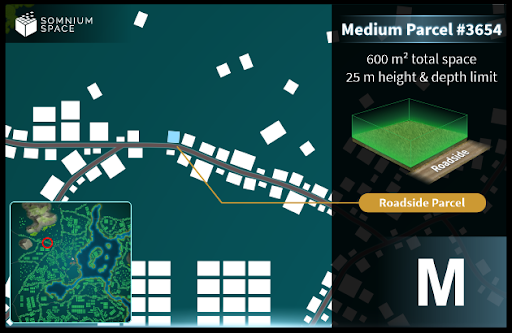 SOMNIUM
SPACE
Medium Parcel #3654
600 m² total space
25 m height & depth limit
Roadside
Roadside Parcel
M